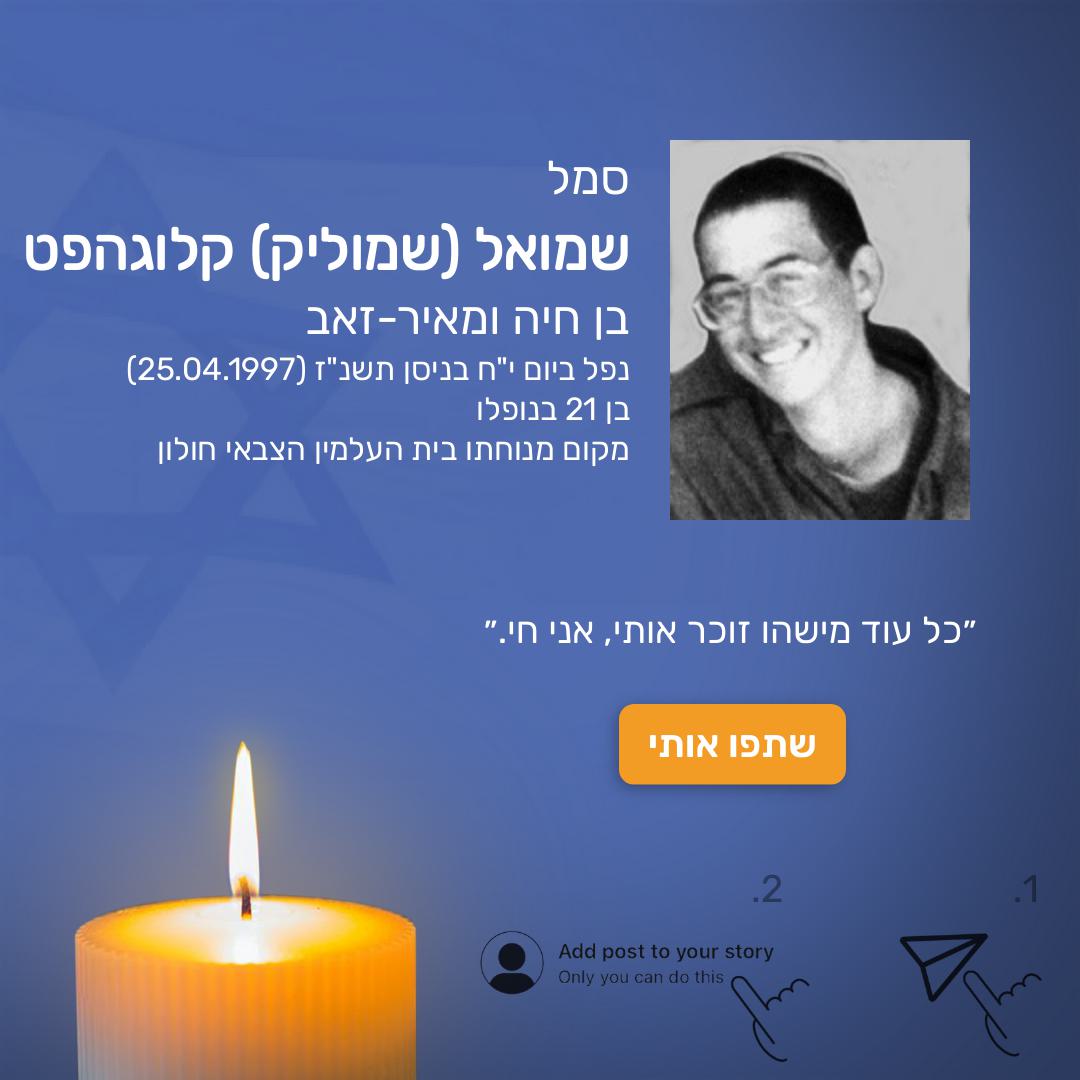 סמל
שמואל (שמוליק) קלוגהפט
בן חיה ומאיר-זאב
נפל ביום י"ח בניסן תשנ"ז (25.04.1997)
בן 21 בנופלו
מקום מנוחתו בית העלמין הצבאי חולון
״כל עוד מישהו זוכר אותי, אני חי.״
שתפו אותי
1.
2.
Add post to your story
Only you can do this